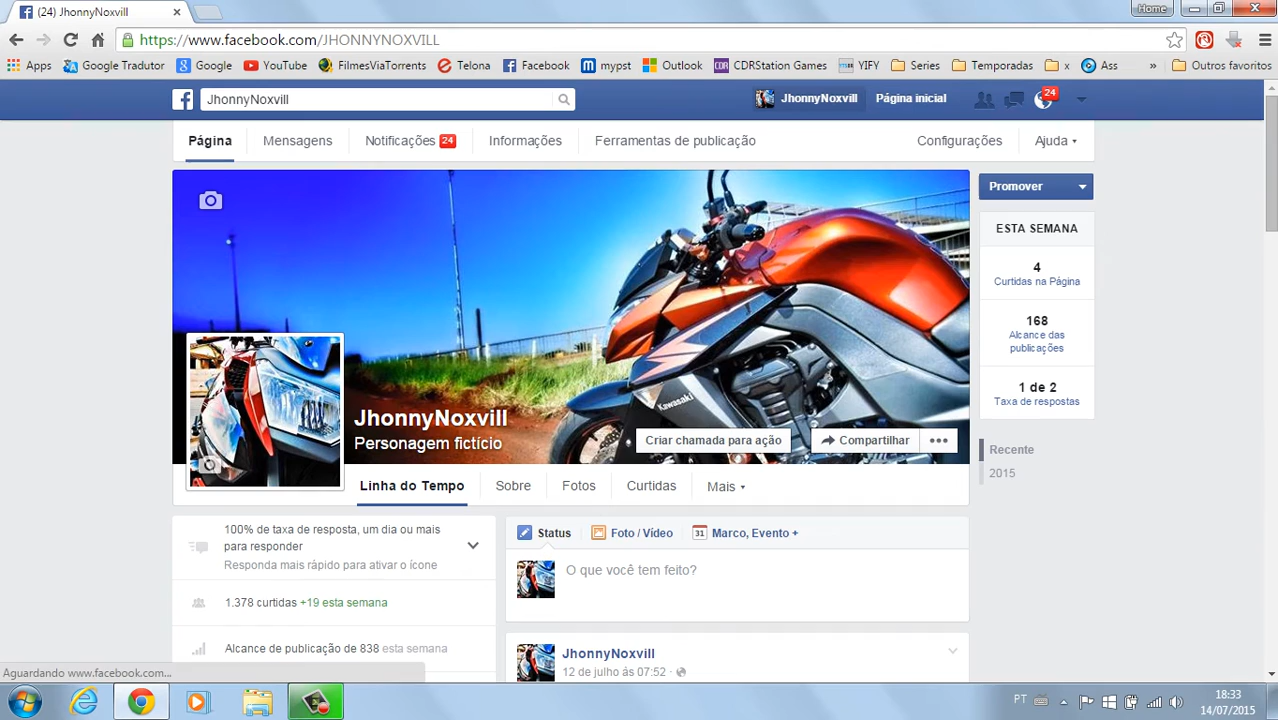 (24) JhonnyNoxvill
Home
https://www.facebook.com/JHONNYNOXVILL
Apps Google Tradutor Google YouTube FilmesViaTorrents Telona Facebook mypst Outlook CDRStation Games YIFY Series Temporadas x Ass » Outros favoritos
JhonnyNoxvill JhonnyNoxvill Página inicial 24
Página Mensagens Notificações 24 Informações Ferramentas de publicação Configurações Ajuda
Promover
ESTA SEMANA
4
Curtidas na Página
168
Alcance das
publicações
1 de 2
Taxa de respostas
Recente
2015
Kawasaki
JhonnyNoxvill
Personagem fictício
Criar chamada para ação Compartilhar
Linha do Tempo Sobre Fotos Curtidas Mais
100% de taxa de resposta, um dia ou mais
para responder
Responda mais rápido para ativar o ícone
1.378 curtidas +19 esta semana
Alcance de publicação de 838 esta semana
Status Foto / Vídeo 31 Marco, Evento +
O que você tem feito?
JhonnyNoxvill
12 de julho às 07:52
Aguardando www.facebook.com...
PT
18:33
14/07/2015